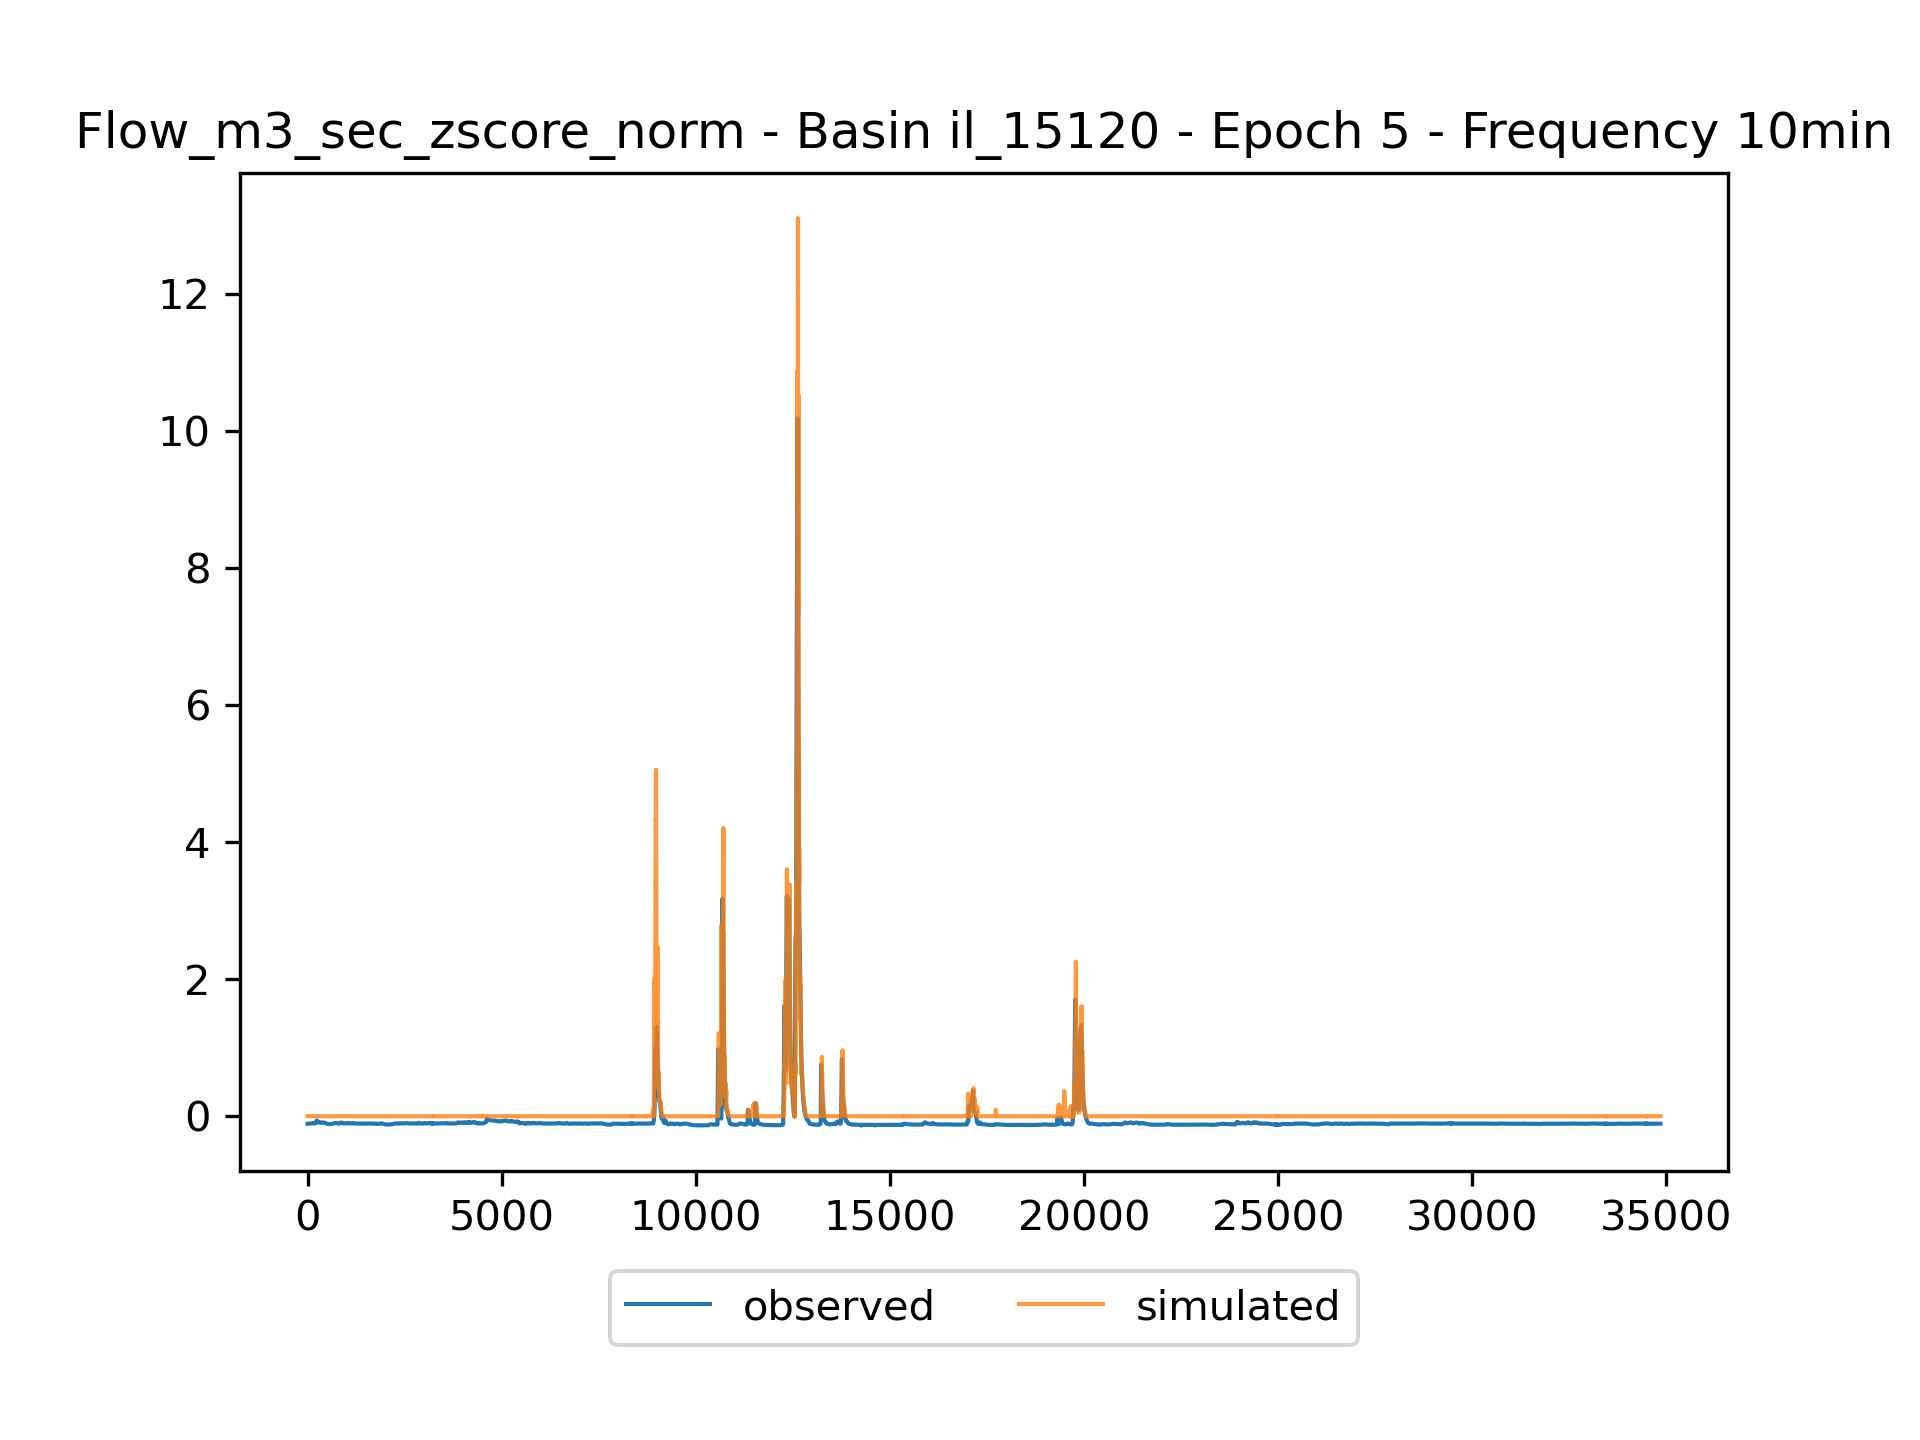 Flow_m3_sec_zscore_norm - Basin il_15120 - Epoch 5 - Frequency 10min
12
10
8
6
4
2
0
0 5000 10000 15000 20000 25000 30000 35000
observed simulated